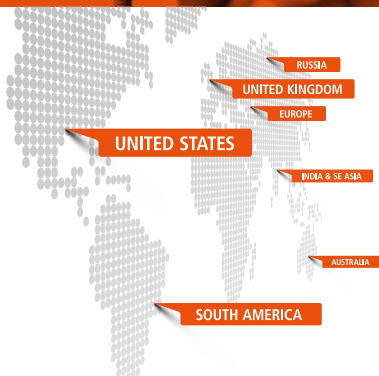 RUSSIA
UNITED KINGDOM
EUROPE
UNITED STATES
INDIA & SE ASIA
AUSTRALIA
SOUTH AMERICA